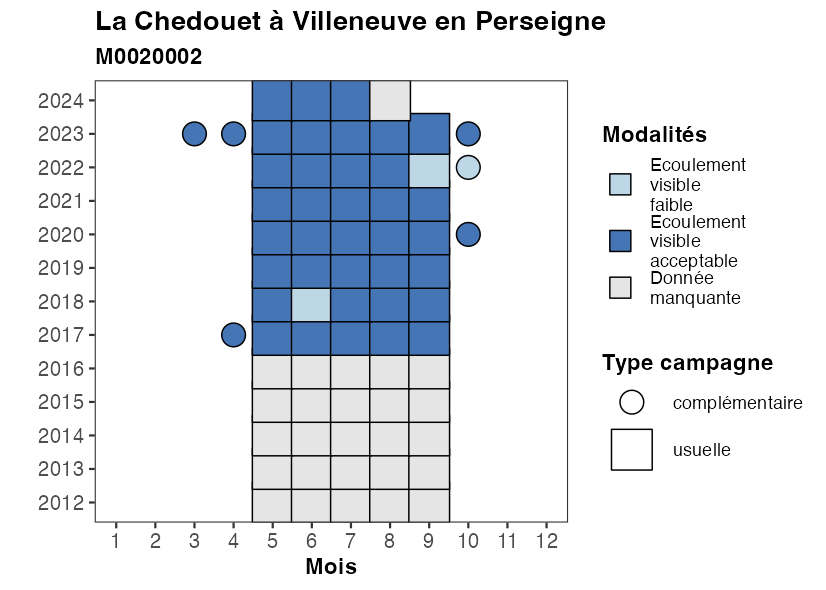 La Chedouet à Villeneuve en Perseigne
M0020002
2024
2023
2022
2021
2020
2019
2018
2017
2016
2015
2014
2013
2012
1 2 3 4 5 6 7 8 9 10 11 12
Mois
Modalités
Ecoulement
visible
faible
Ecoulement
visible
acceptable
Donnée
manquante
Type campagne
complémentaire
usuelle